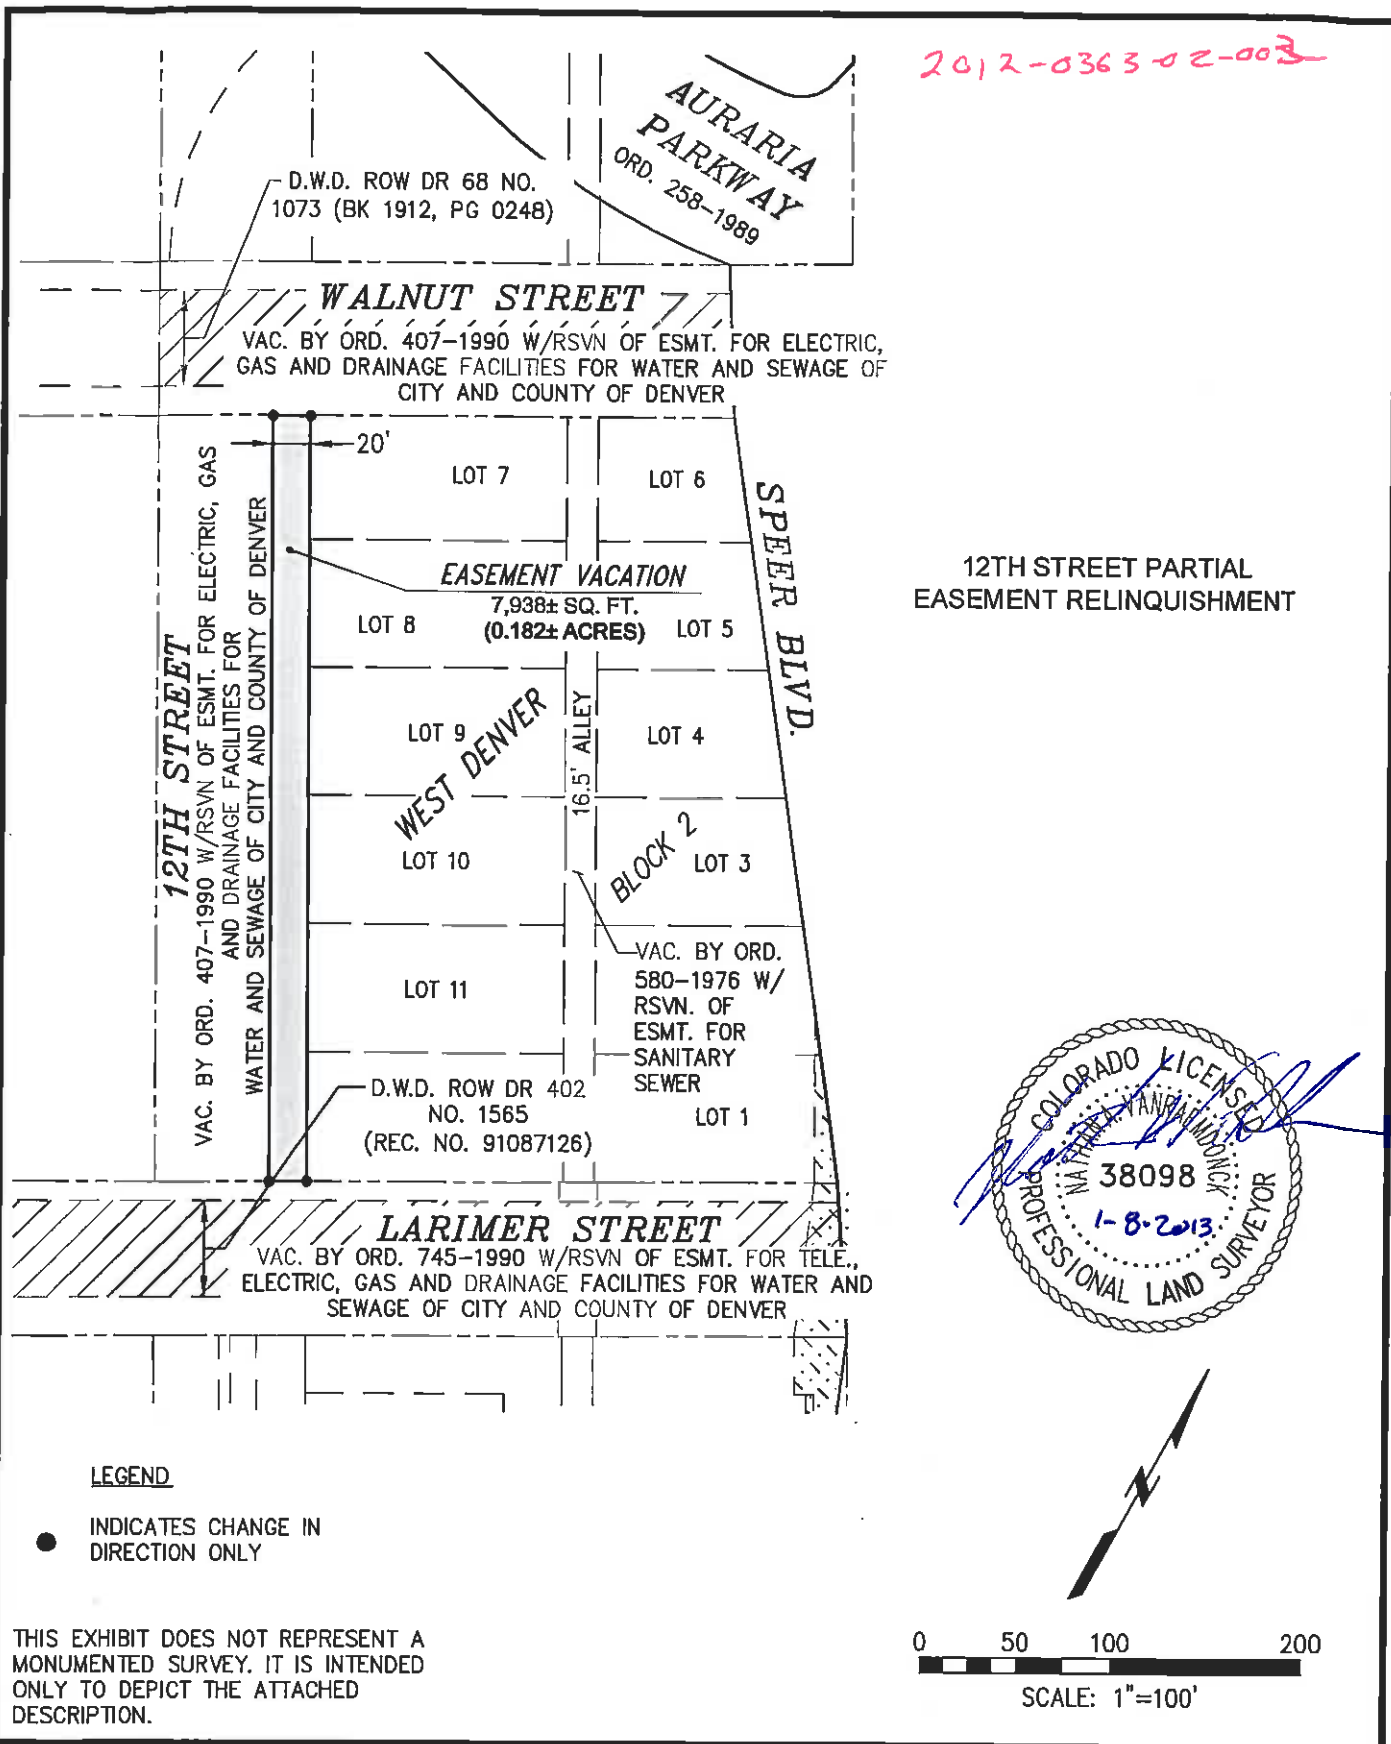 2012-0363-02-003
AURARIA
PARKWAY
ORD. 258-1989
D.W.D. ROW DR 68 NO.
1073 (BK 1912, PG 0248)
WALNUT STREET
VAC. BY ORD. 407-1990 W/RSVN OF ESMT. FOR ELECTRIC,
GAS AND DRAINAGE FACILITIES FOR WATER AND SEWAGE OF
CITY AND COUNTY OF DENVER
20'
LOT 7
LOT 6
SPEER BLVD.
12TH STREET
VAC. BY ORD. 407-1990 W/RSVN OF ESMT. FOR ELECTRIC, GAS
AND DRAINAGE FACILITIES FOR
WATER AND SEWAGE OF CITY AND COUNTY OF DENVER
EASEMENT VACATION
7,938± SQ. FT.
(0.182± ACRES)
LOT 8
LOT 5
12TH STREET PARTIAL
EASEMENT RELINQUISHMENT
LOT 9
WEST DENVER
16.5' ALLEY
LOT 4
LOT 10
BLOCK 2
LOT 3
LOT 11
VAC. BY ORD.
580-1976 W/
RSVN. OF
ESMT. FOR
SANITARY
SEWER
D.W.D. ROW DR 402
NO. 1565
(REC. NO. 91087126)
LOT 1
LARIMER STREET
VAC. BY ORD. 745-1990 W/RSVN OF ESMT. FOR TELE.,
ELECTRIC, GAS AND DRAINAGE FACILITIES FOR WATER AND
SEWAGE OF CITY AND COUNTY OF DENVER
COLORADO LICENSED
NATHAN A. VANRAEMDONCK
38098
1-8-2013
PROFESSIONAL LAND SURVEYOR
N
LEGEND
INDICATES CHANGE IN
DIRECTION ONLY
THIS EXHIBIT DOES NOT REPRESENT A
MONUMENTED SURVEY. IT IS INTENDED
ONLY TO DEPICT THE ATTACHED
DESCRIPTION.
0 50 100 200
SCALE: 1"=100'